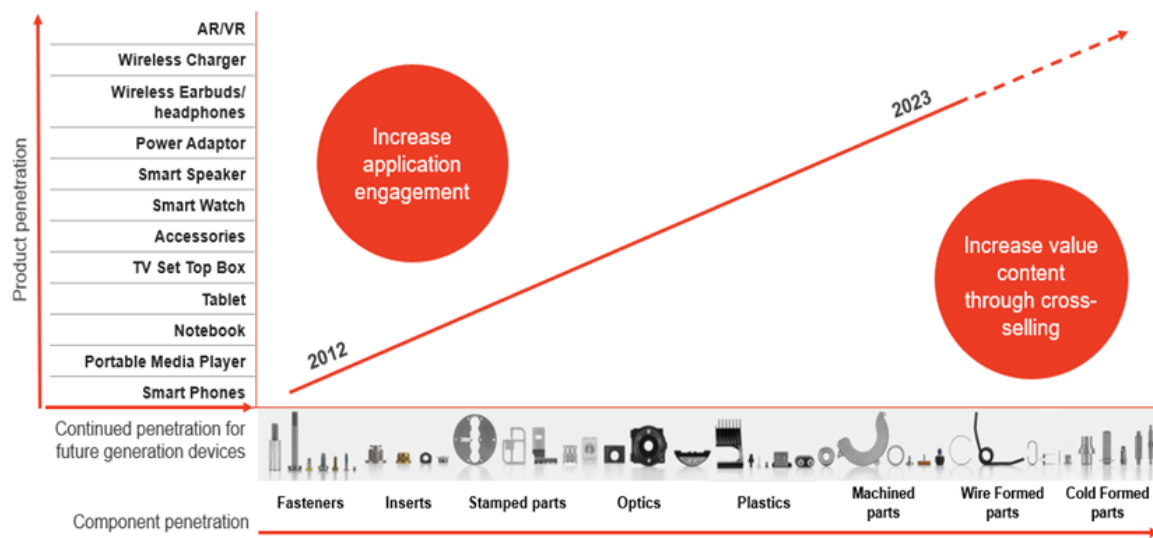 AR/VR
Wireless Charger
Wireless Earbuds/
headphones
Power Adaptor
Smart Speaker
Smart Watch
Accessories
TV Set Top Box
Tablet
Notebook
Portable Media Player
Smart Phones
Product penetration
Increase
application
engagement
2012
2023
Increase value
content
through cross-
selling
Continued penetration for
future generation devices
Fasteners
Inserts
Stamped parts
Optics
Plastics
Machined
parts
Wire Formed
parts
Cold Formed
parts
Component penetration